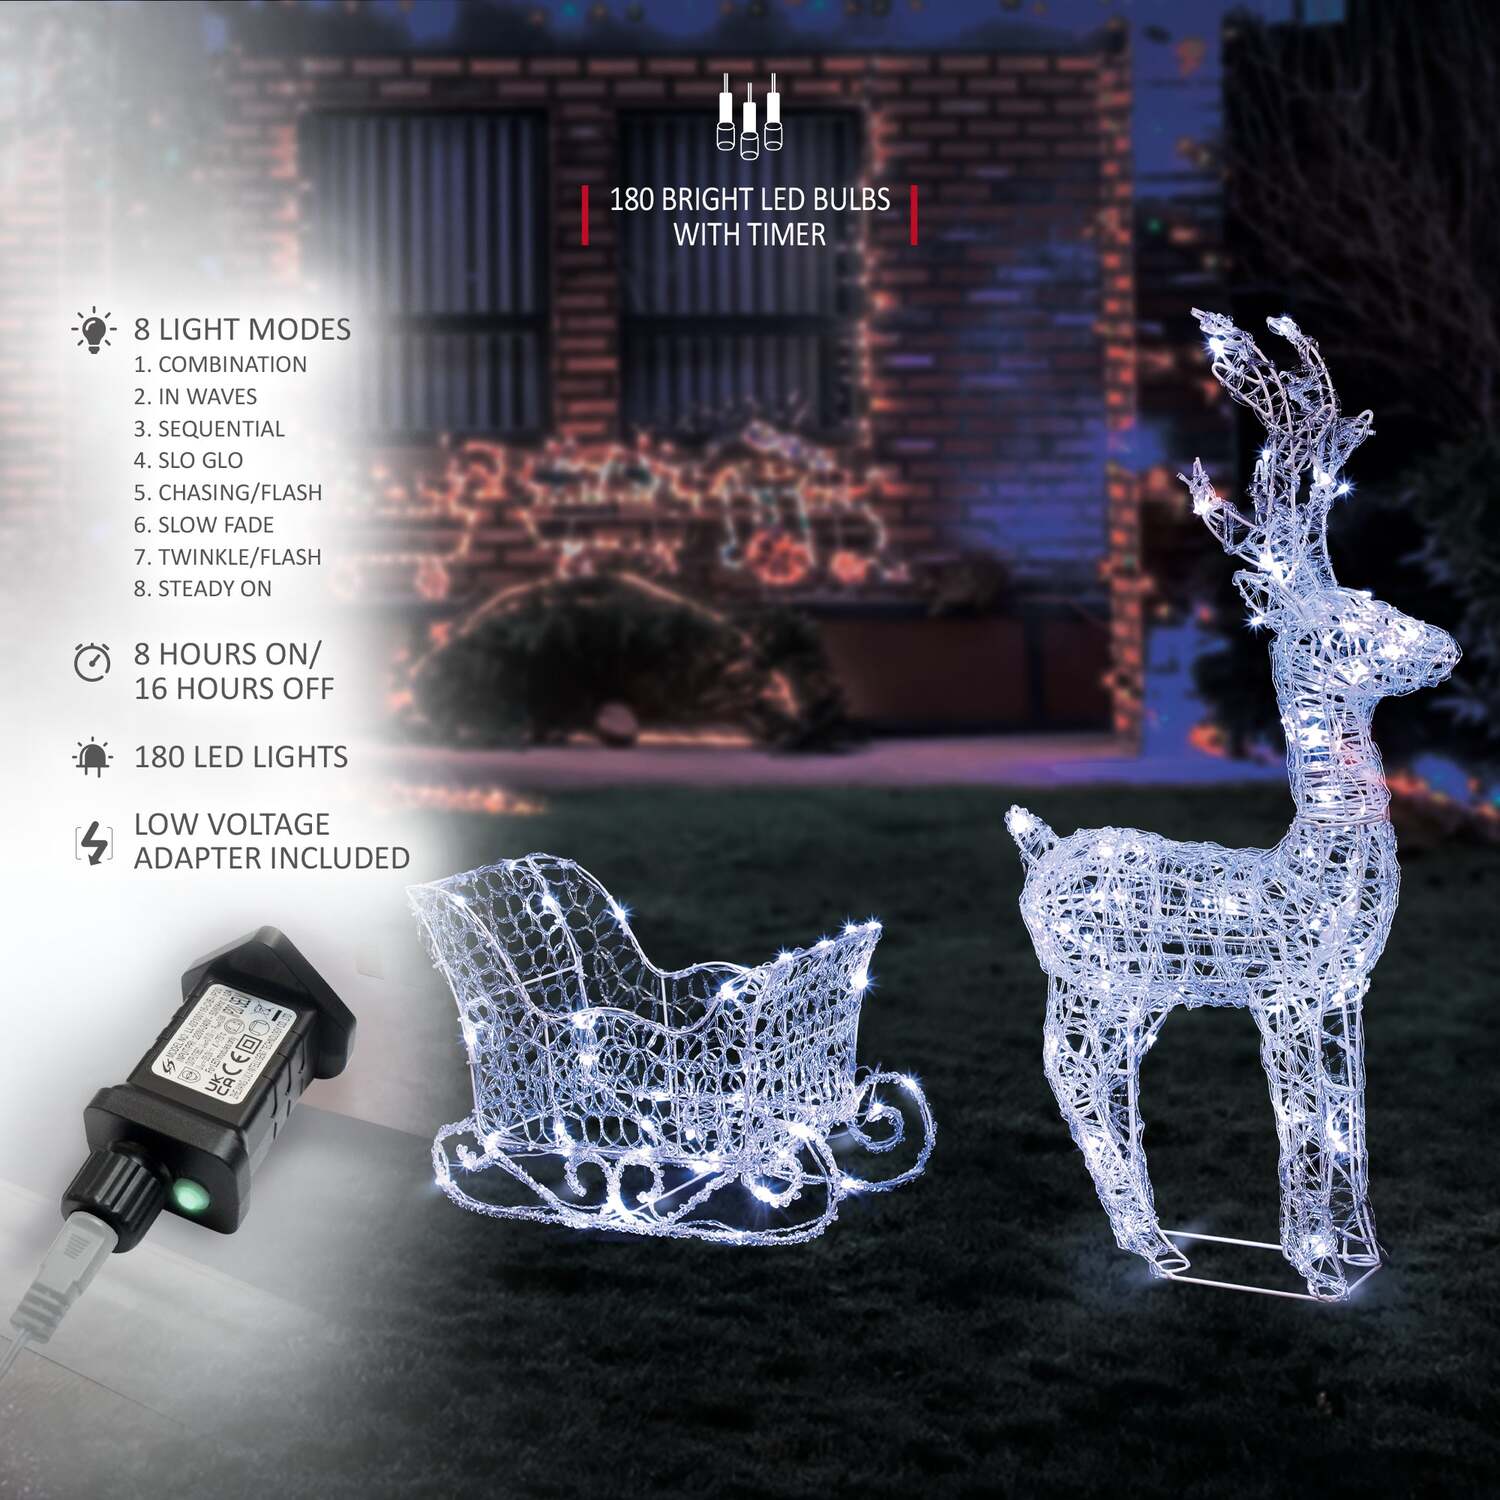 180 BRIGHT LED BULBS
WITH TIMER
8 LIGHT MODES
1. COMBINATION
2. IN WAVES
3. SEQUENTIAL
4. SLO GLO
5. CHASING/FLASH
6. SLOW FADE
7. TWINKLE/FLASH
8. STEADY ON
8 HOURS ON/
16 HOURS OFF
180 LED LIGHTS
LOW VOLTAGE
ADAPTER INCLUDED
UK
CA CE